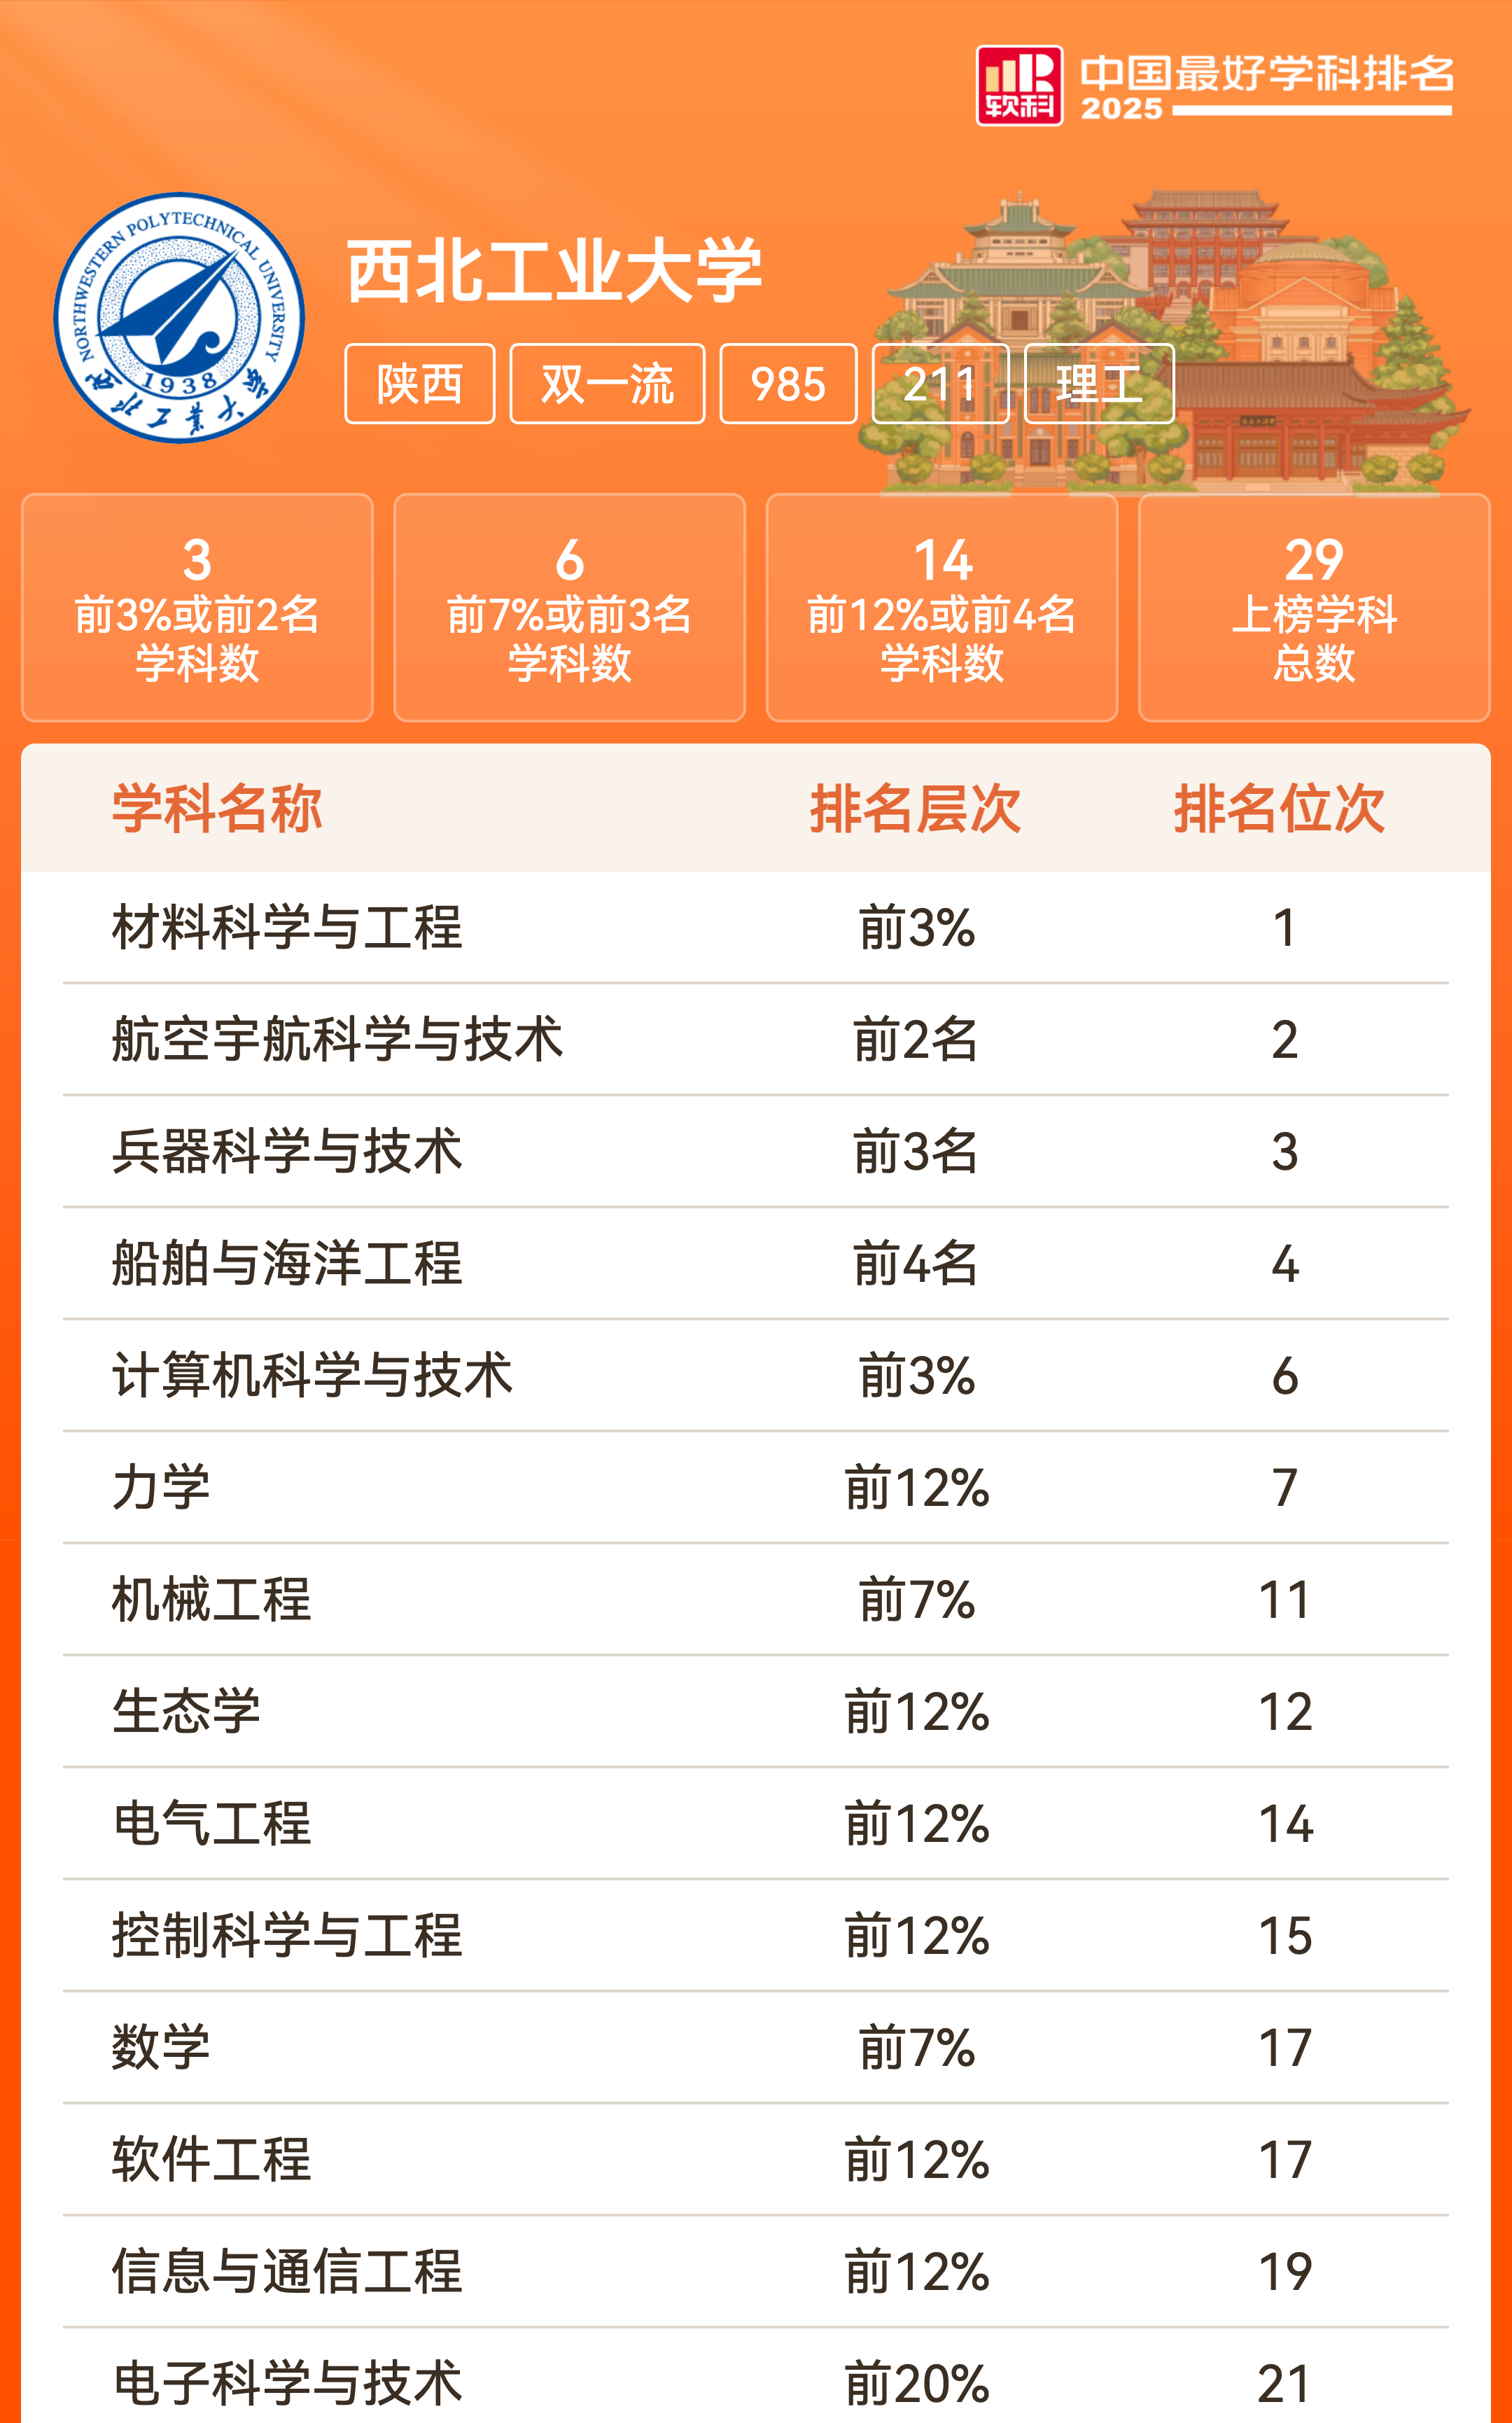 软科
中国最好学科排名
2025
NORTHWESTERN POLYTECHNICAL UNIVERSITY
1938
西北工业大学
西北工业大学
陕西 双一流 985 211 理工
3
前3%或前2名
学科数
6
前7%或前3名
学科数
14
前12%或前4名
学科数
29
上榜学科
总数
学科名称 排名层次 排名位次
材料科学与工程 前3% 1
航空宇航科学与技术 前2名 2
兵器科学与技术 前3名 3
船舶与海洋工程 前4名 4
计算机科学与技术 前3% 6
力学 前12% 7
机械工程 前7% 11
生态学 前12% 12
电气工程 前12% 14
控制科学与工程 前12% 15
数学 前7% 17
软件工程 前12% 17
信息与通信工程 前12% 19
电子科学与技术 前20% 21